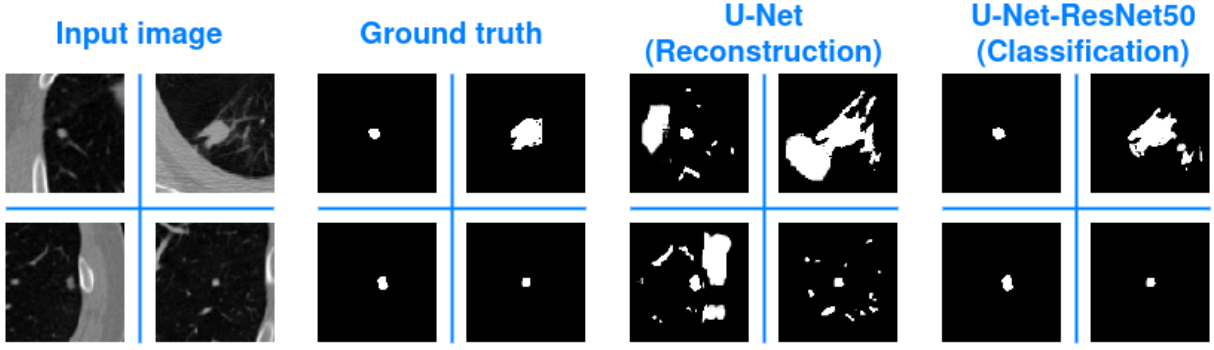 Input image
Ground truth
U-Net
(Reconstruction)
U-Net-ResNet50
(Classification)